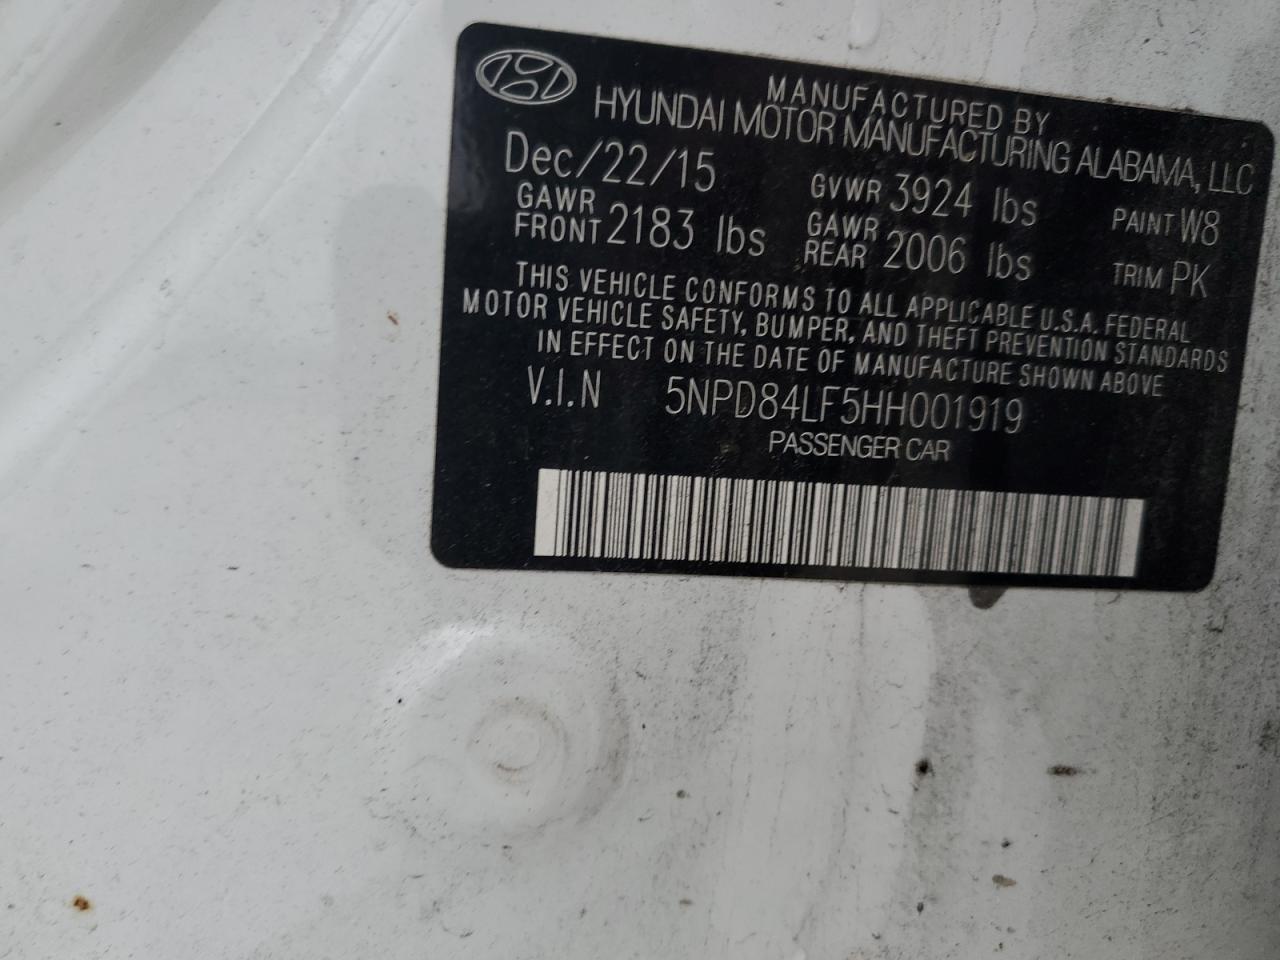 MANUFACTURED BY
HYUNDAI MOTOR MANUFACTURING ALABAMA, LLC
Dec/22/15 GVWR 3924 lbs PAINT W8
GAWR FRONT 2183 lbs GAWR REAR 2006 lbs TRIM PK
THIS VEHICLE CONFORMS TO ALL APPLICABLE U.S.A. FEDERAL
MOTOR VEHICLE SAFETY, BUMPER, AND THEFT PREVENTION STANDARDS
IN EFFECT ON THE DATE OF MANUFACTURE SHOWN ABOVE
V.I.N 5NPD84LF5HH001919
PASSENGER CAR